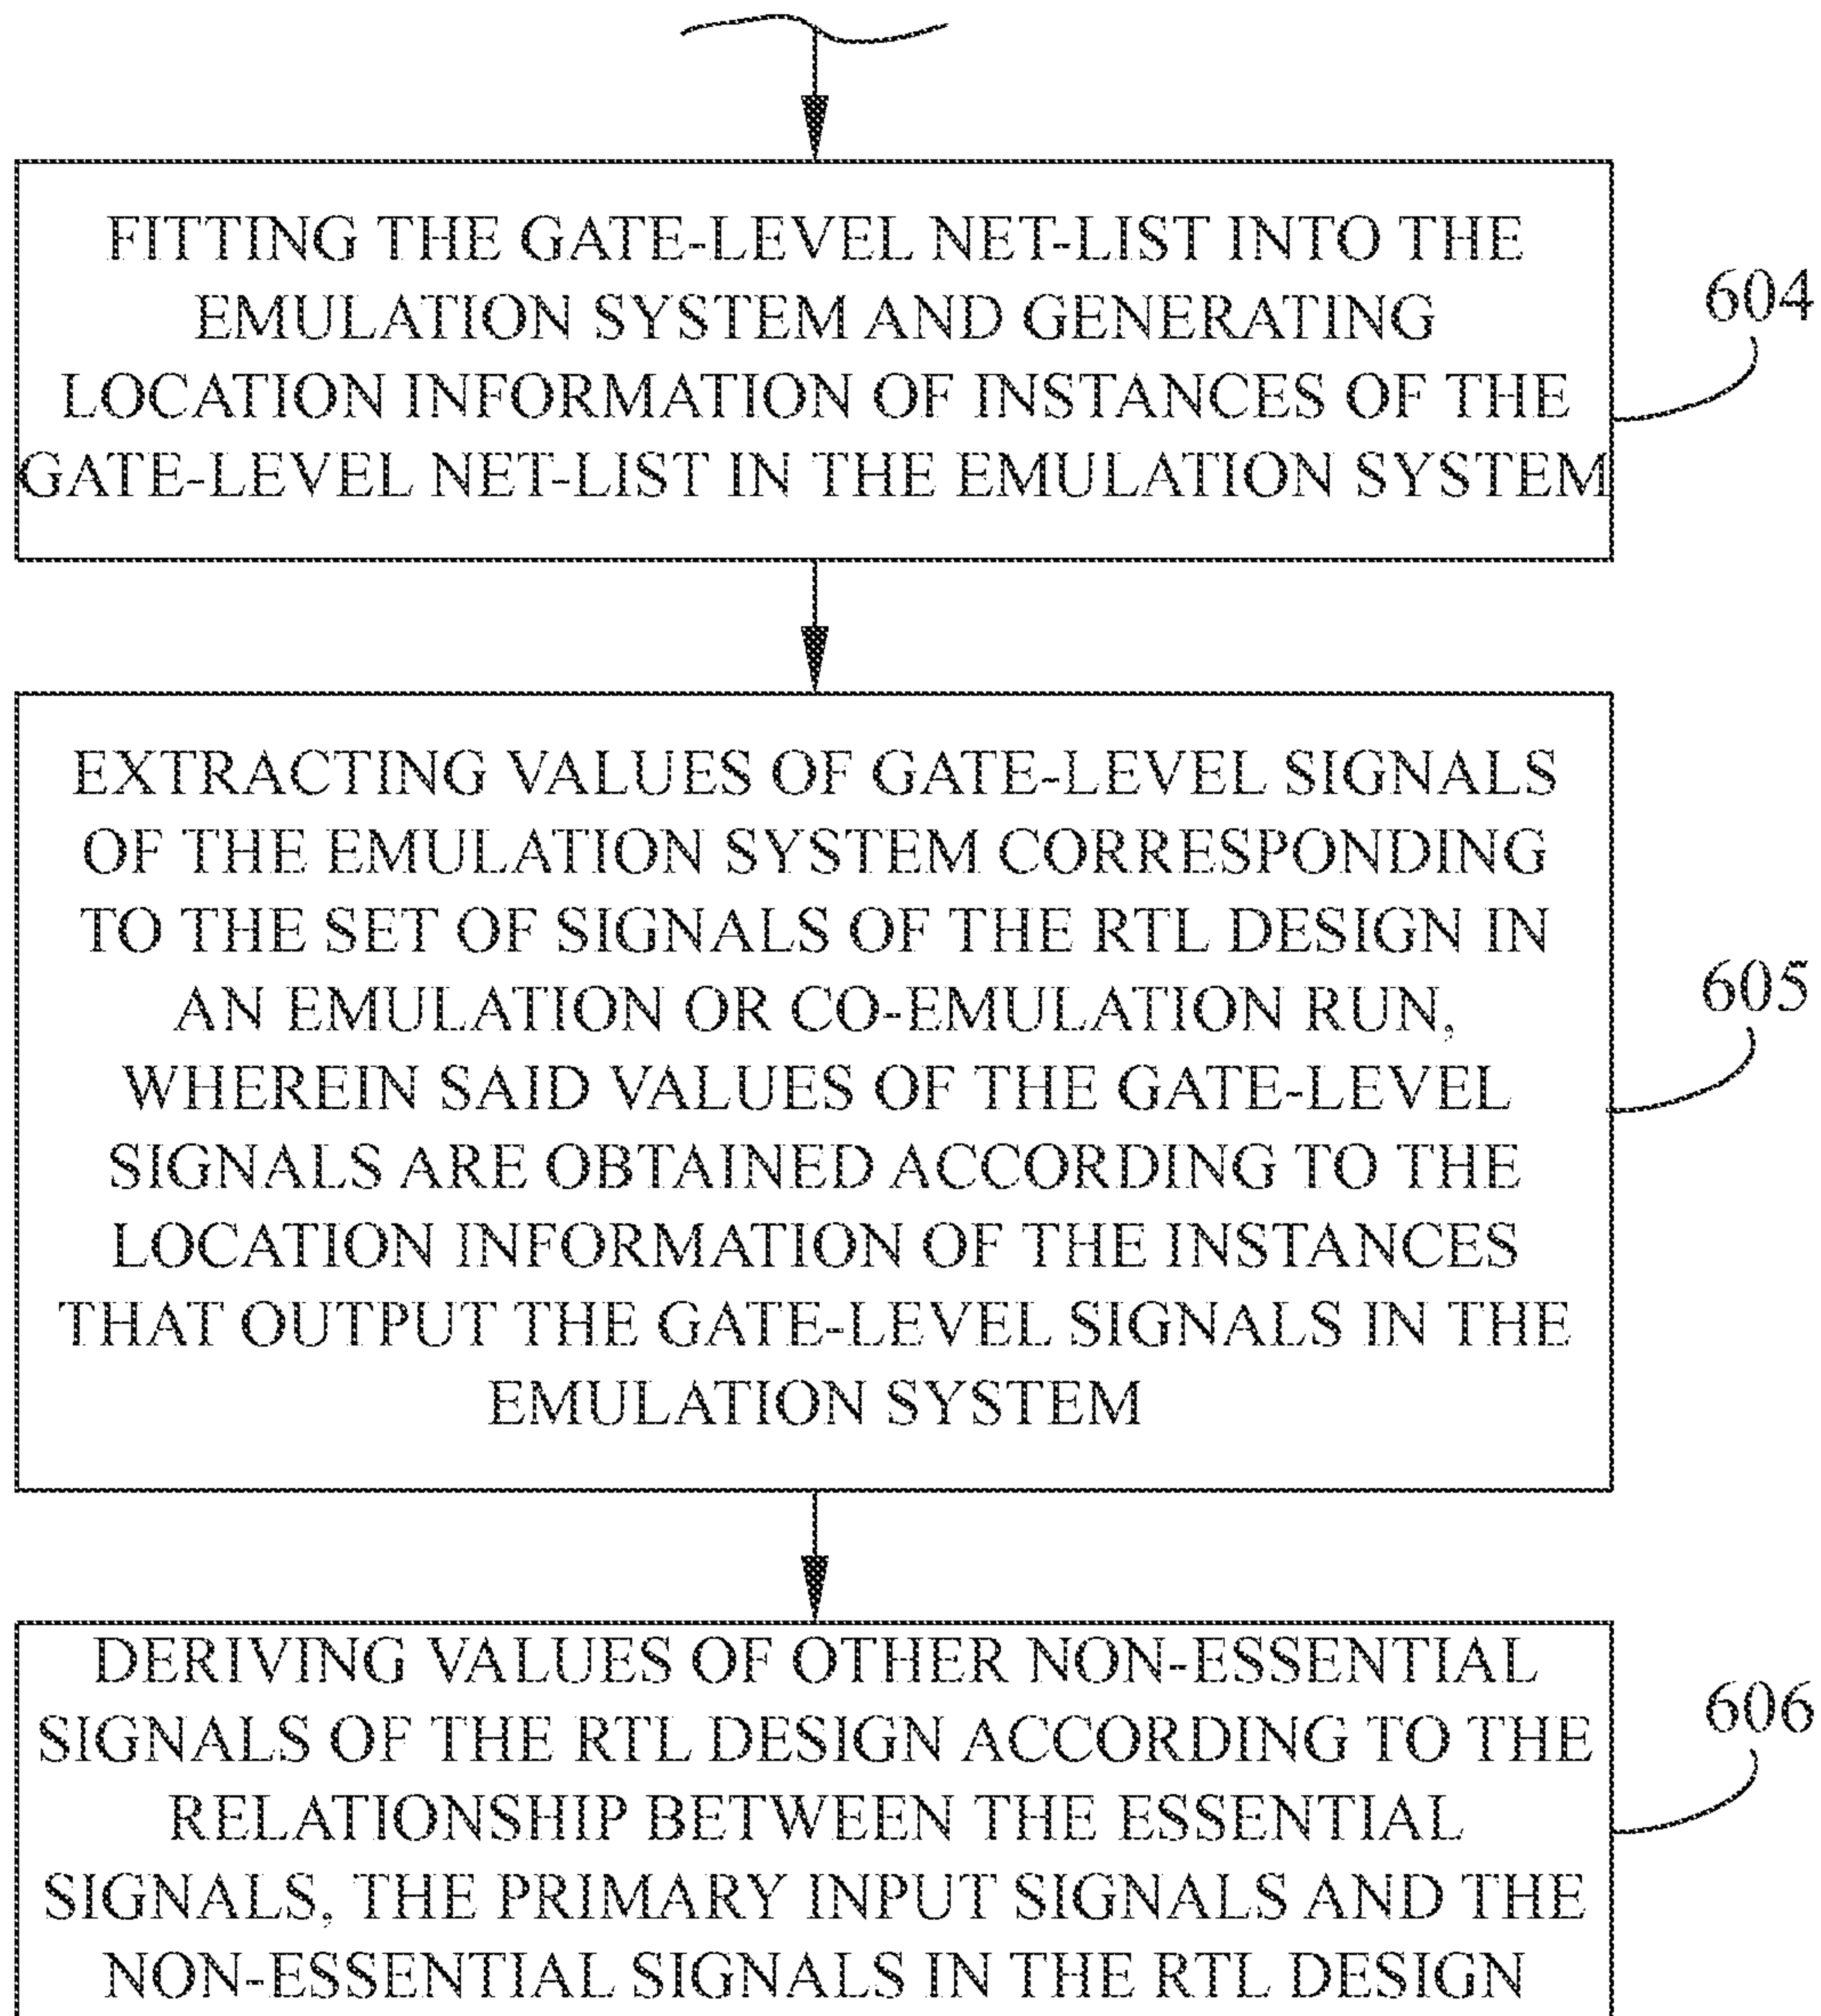 FITTING THE GATE-LEVEL NET-LIST INTO THE
EMULATION SYSTEM AND GENERATING
LOCATION INFORMATION OF INSTANCES OF THE
GATE-LEVEL NET-LIST IN THE EMULATION SYSTEM
604
EXTRACTING VALUES OF GATE-LEVEL SIGNALS
OF THE EMULATION SYSTEM CORRESPONDING
TO THE SET OF SIGNALS OF THE RTL DESIGN IN
AN EMULATION OR CO-EMULATION RUN,
WHEREIN SAID VALUES OF THE GATE-LEVEL
SIGNALS ARE OBTAINED ACCORDING TO THE
LOCATION INFORMATION OF THE INSTANCES
THAT OUTPUT THE GATE-LEVEL SIGNALS IN THE
EMULATION SYSTEM
605
DERIVING VALUES OF OTHER NON-ESSENTIAL
SIGNALS OF THE RTL DESIGN ACCORDING TO THE
RELATIONSHIP BETWEEN THE ESSENTIAL
SIGNALS, THE PRIMARY INPUT SIGNALS AND THE
NON-ESSENTIAL SIGNALS IN THE RTL DESIGN
606